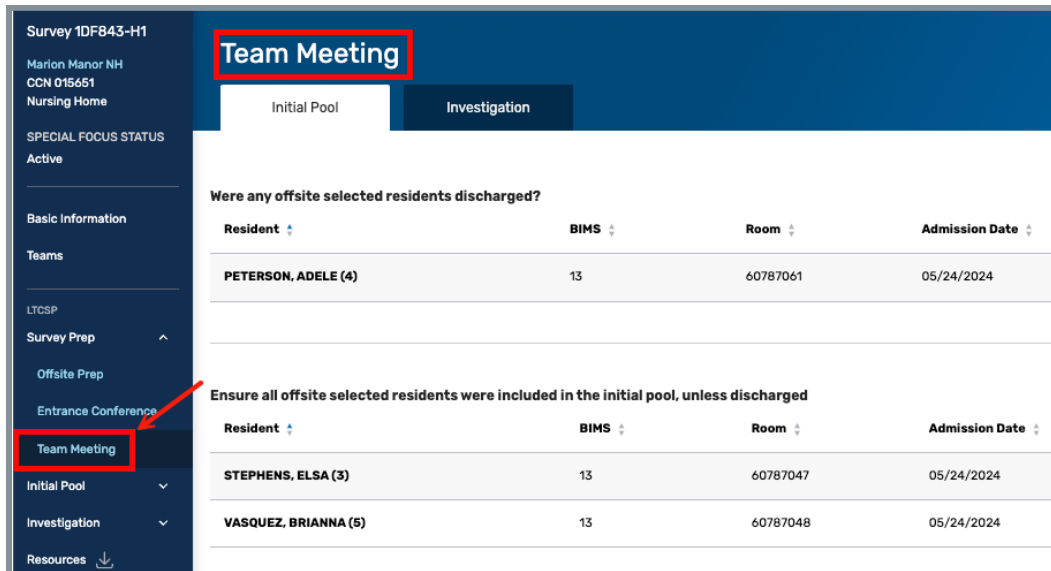 Survey 1DF843-H1
Marion Manor NH
CCN 015651
Nursing Home
SPECIAL FOCUS STATUS
Active
Basic Information
Teams
LTCSP
Survey Prep
Offsite Prep
Entrance Conference
Team Meeting
Initial Pool
Investigation
Resources
Team Meeting
Initial Pool Investigation
Were any offsite selected residents discharged?
Resident BIMS Room Admission Date
PETERSON, ADELE (4) 13 60787061 05/24/2024
Ensure all offsite selected residents were included in the initial pool, unless discharged
Resident BIMS Room Admission Date
STEPHENS, ELSA (3) 13 60787047 05/24/2024
VASQUEZ, BRIANNA (5) 13 60787048 05/24/2024